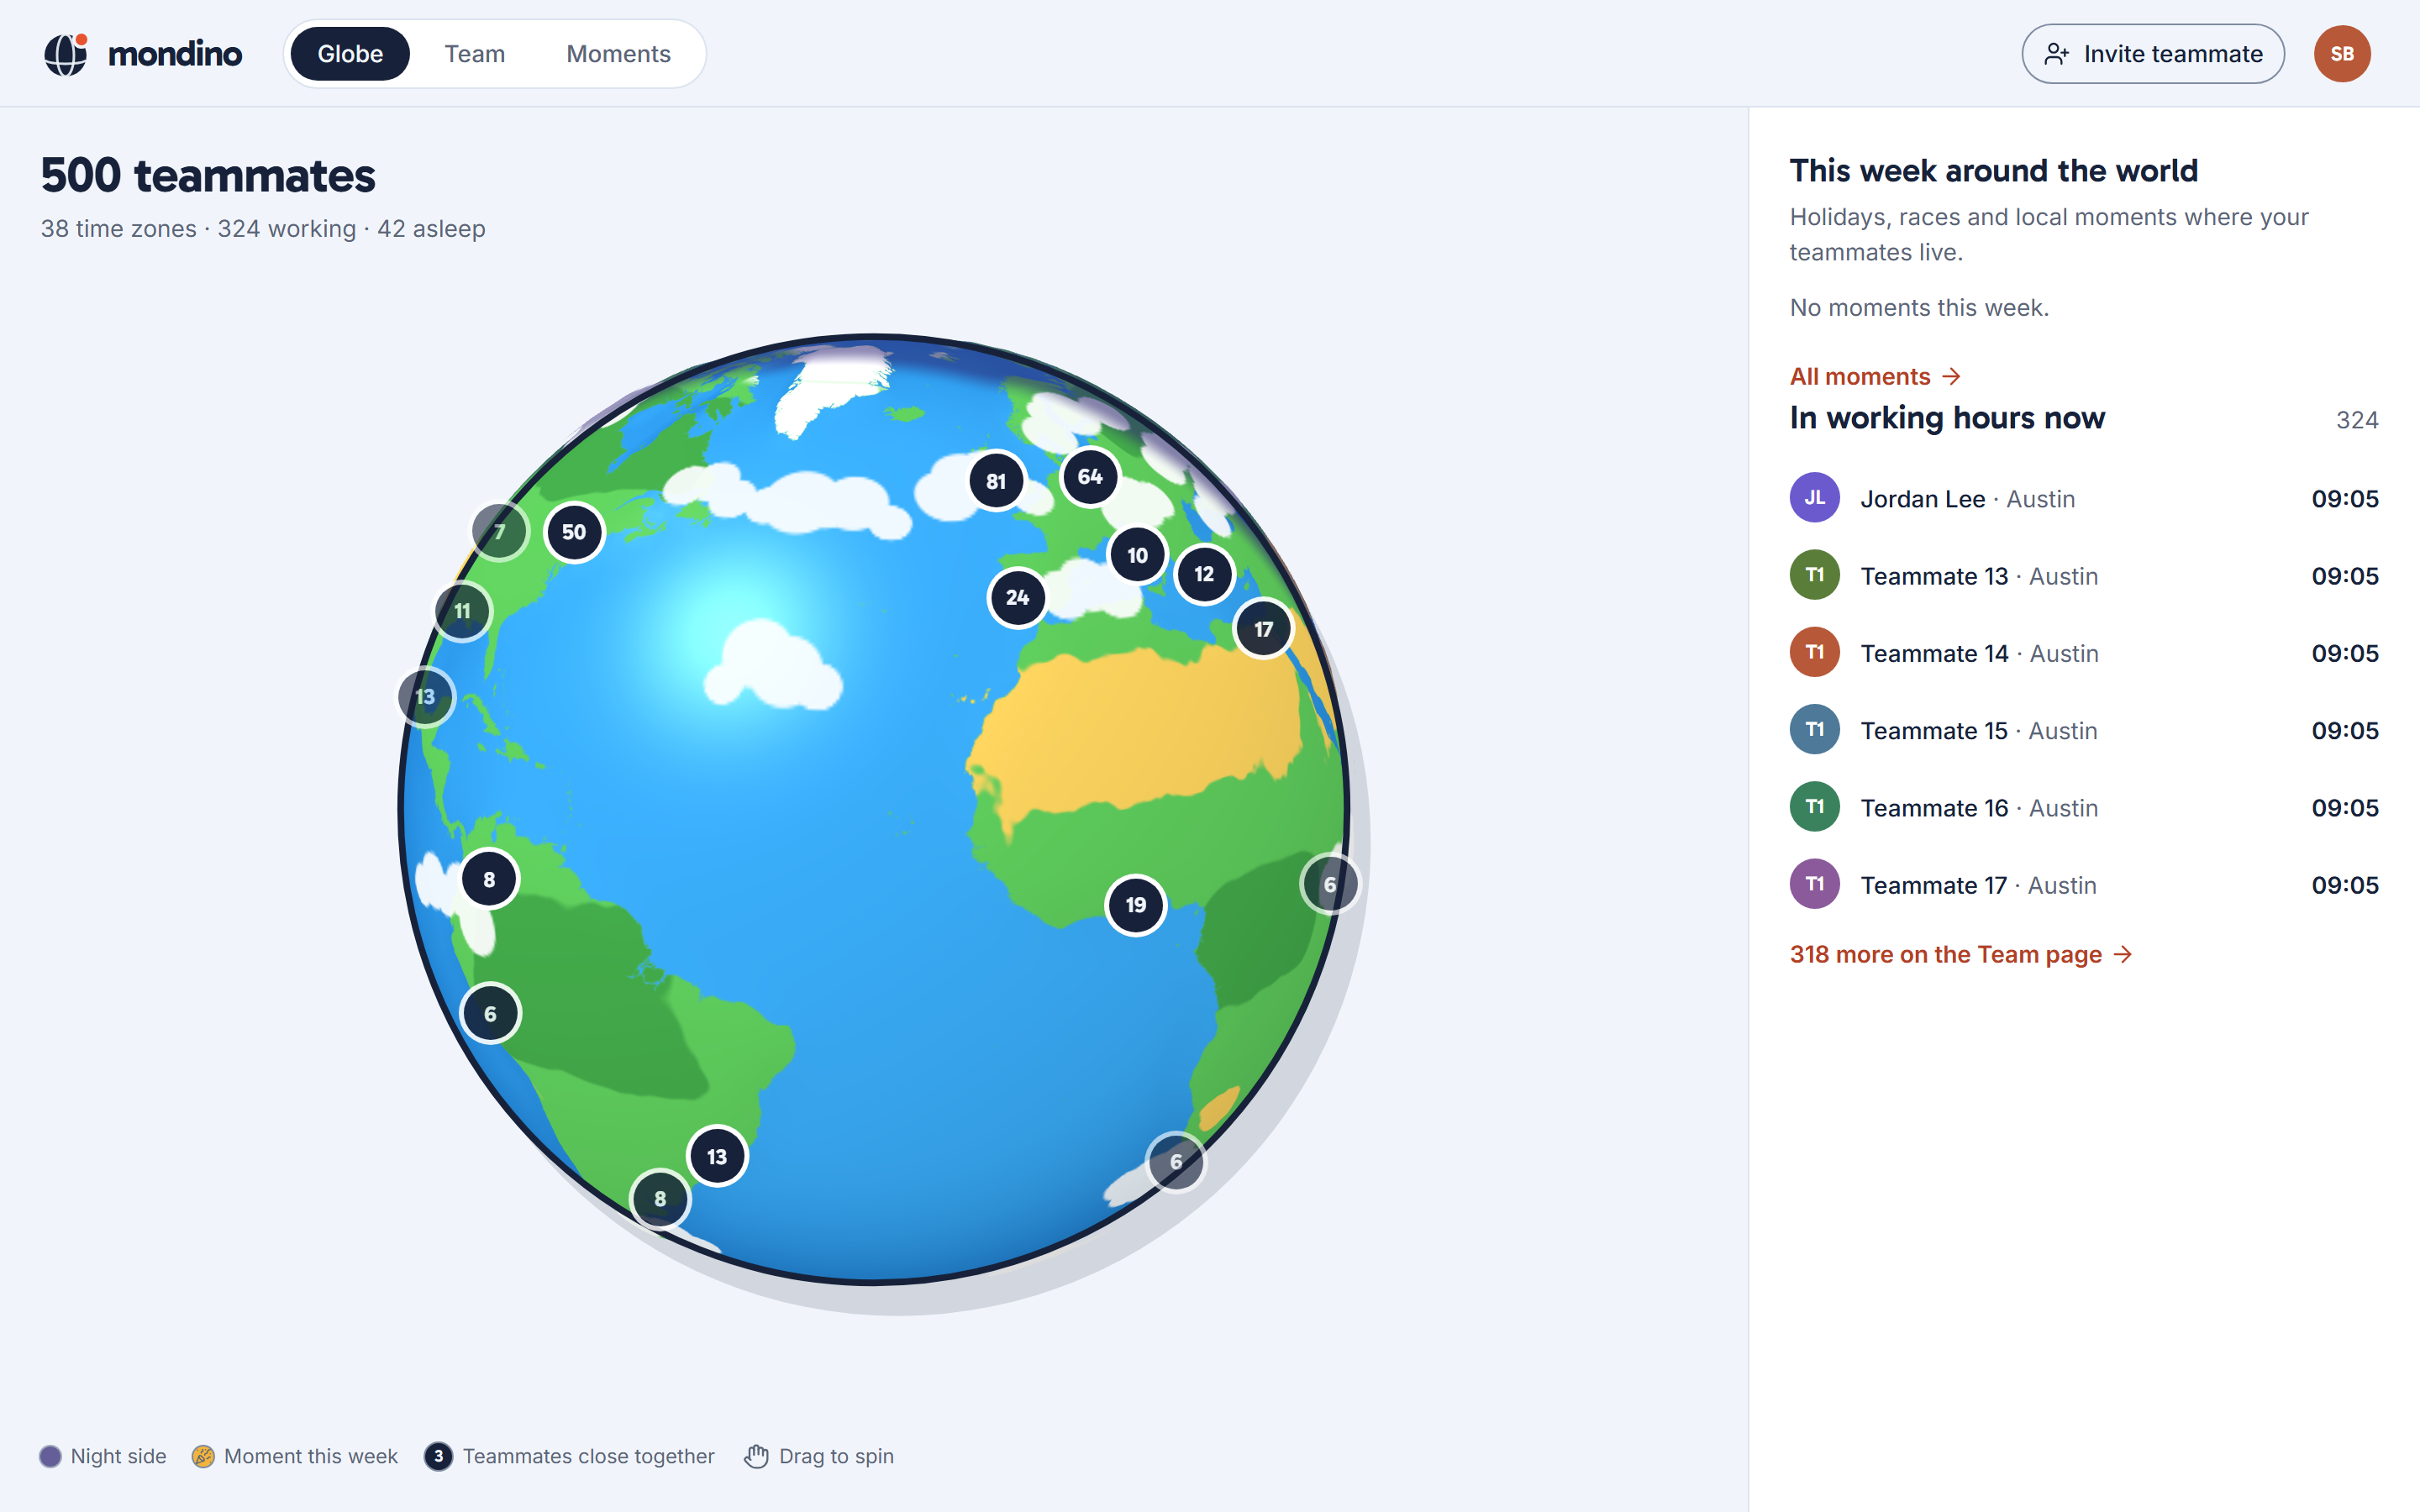 mondino
Globe
Team
Moments
Invite teammate
SB
500 teammates
38 time zones · 324 working · 42 asleep
81
64
7
50
10
12
24
11
17
13
8
6
19
6
13
6
8
Night side
Moment this week
3
Teammates close together
Drag to spin
This week around the world
Holidays, races and local moments where your
teammates live.
No moments this week.
All moments →
In working hours now
324
JL
Jordan Lee · Austin
09:05
T1
Teammate 13 · Austin
09:05
T1
Teammate 14 · Austin
09:05
T1
Teammate 15 · Austin
09:05
T1
Teammate 16 · Austin
09:05
T1
Teammate 17 · Austin
09:05
318 more on the Team page →